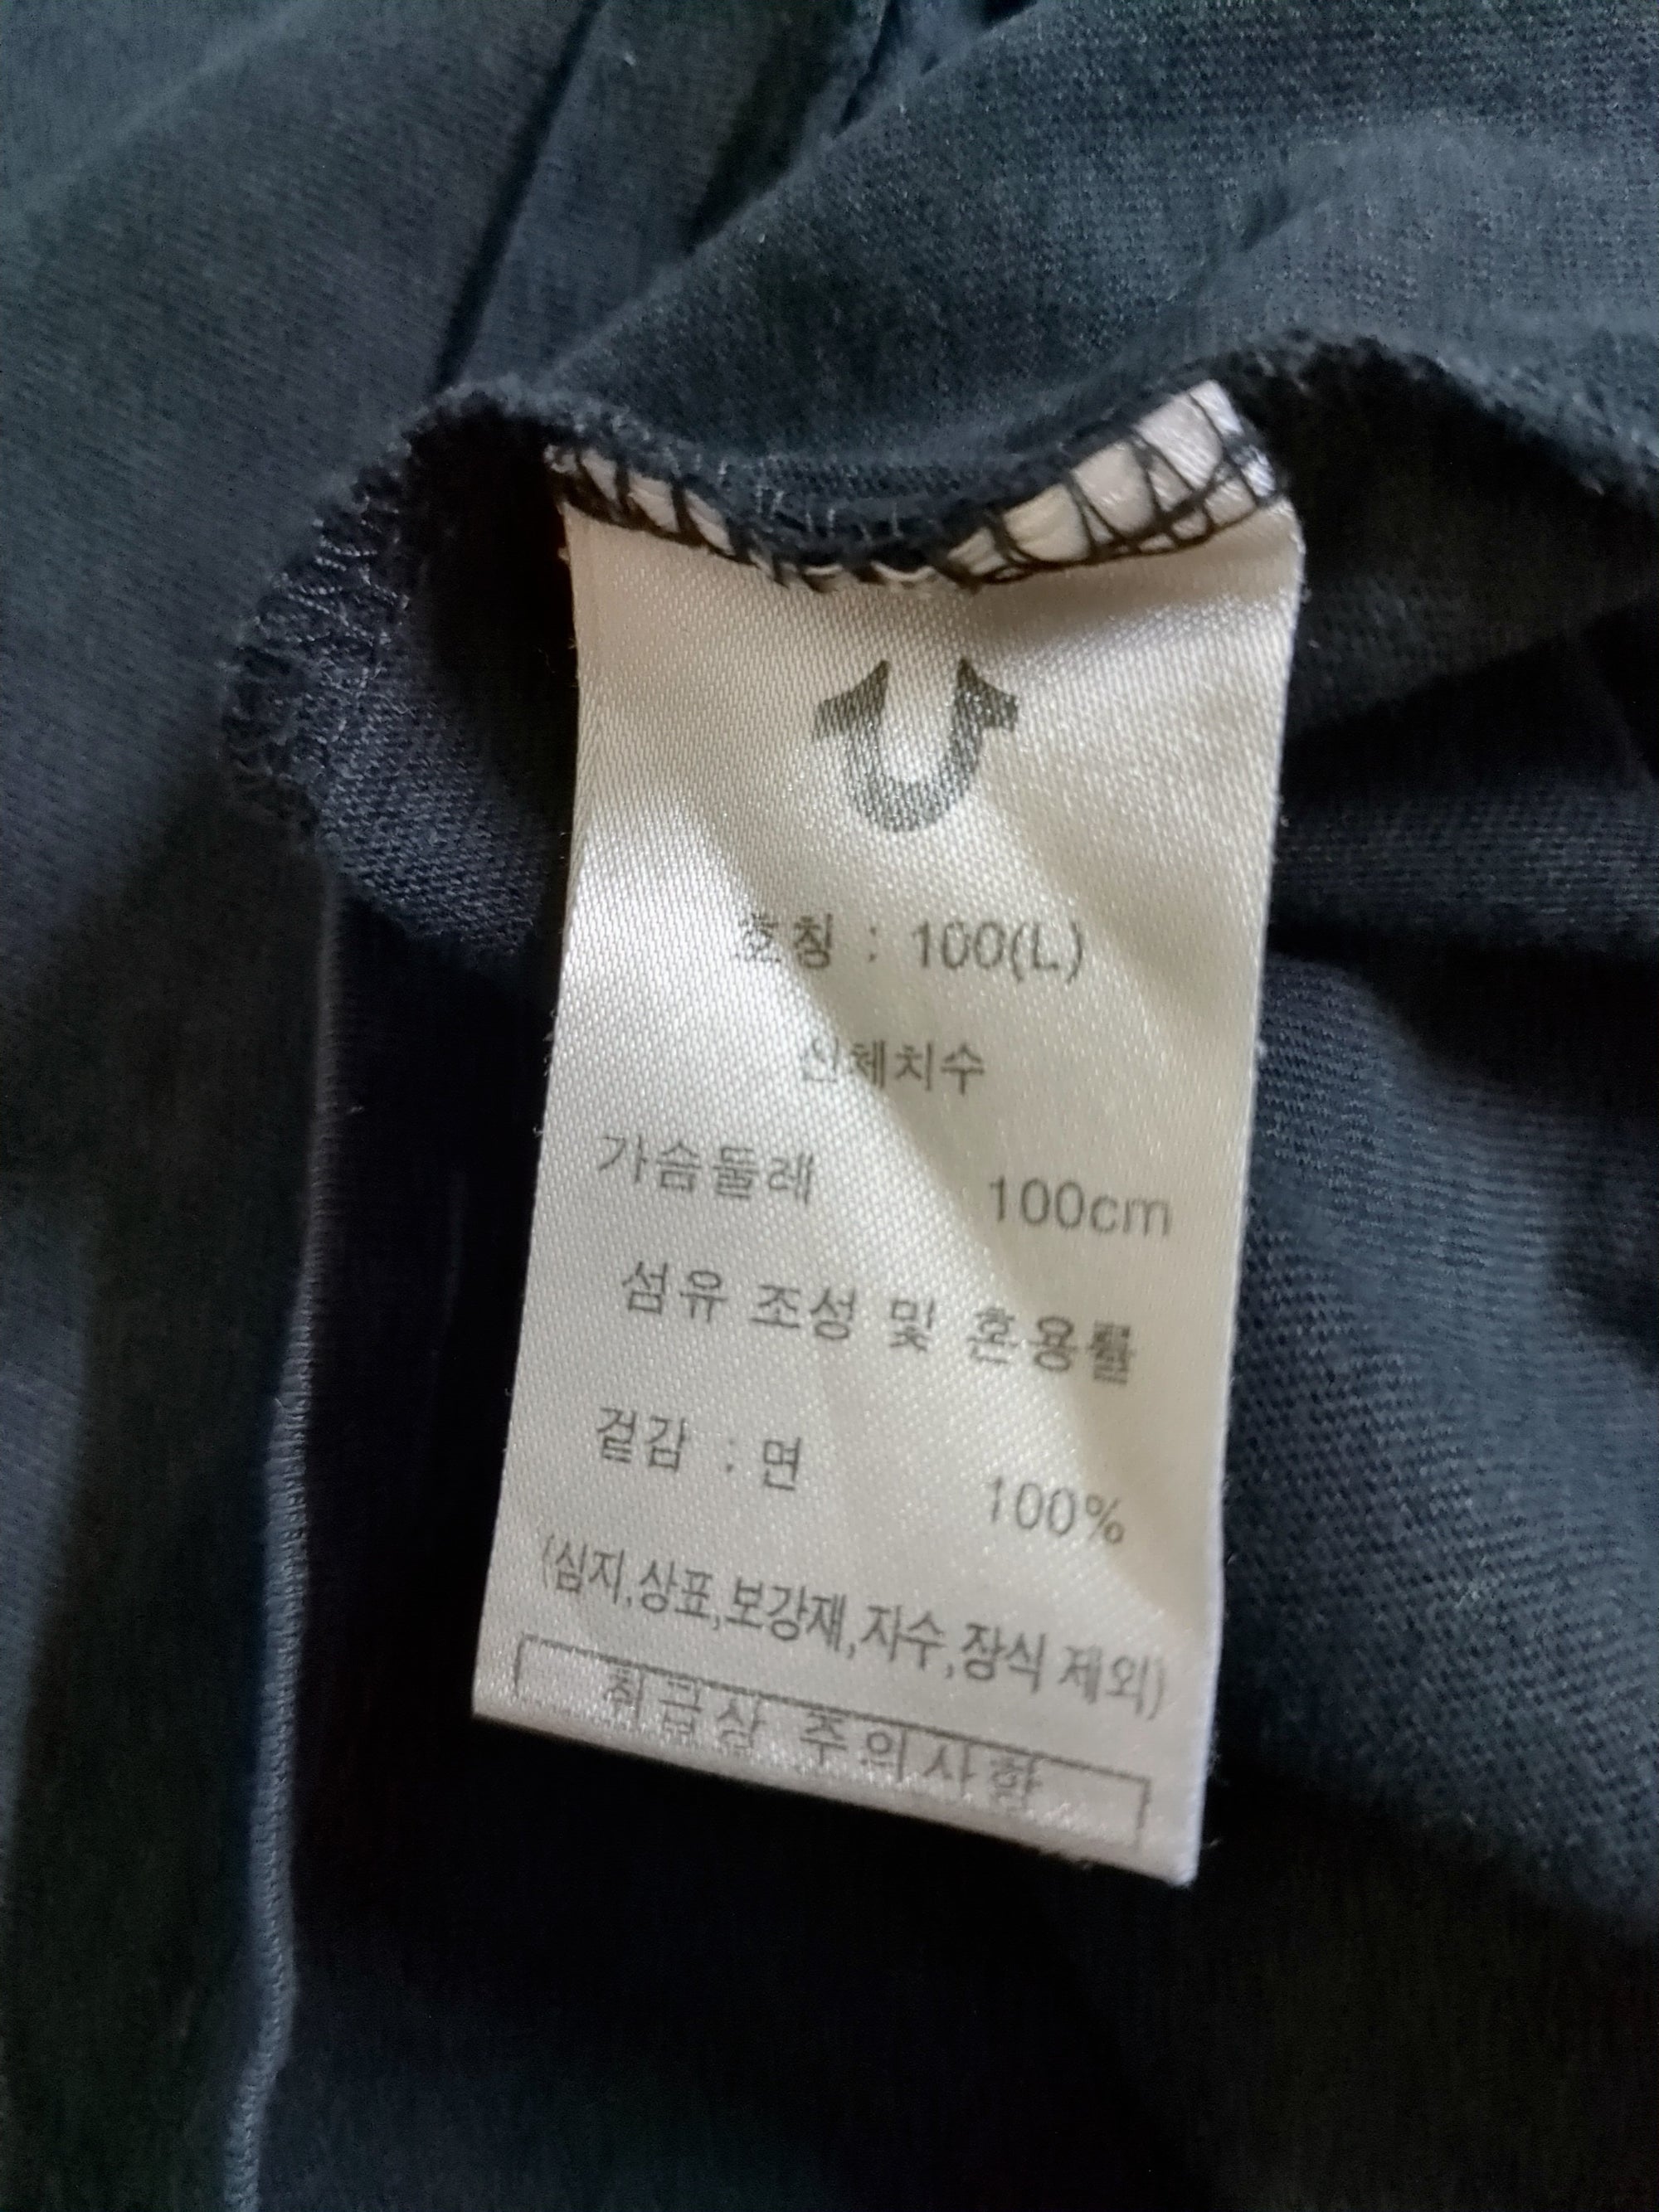 호칭 : 100(L)
신체치수
가슴둘레 100cm
섬유 조성 및 혼용률
겉감 : 면 100%
(심지,상표,보강재,자수,장식 제외)
취급상 주의사항